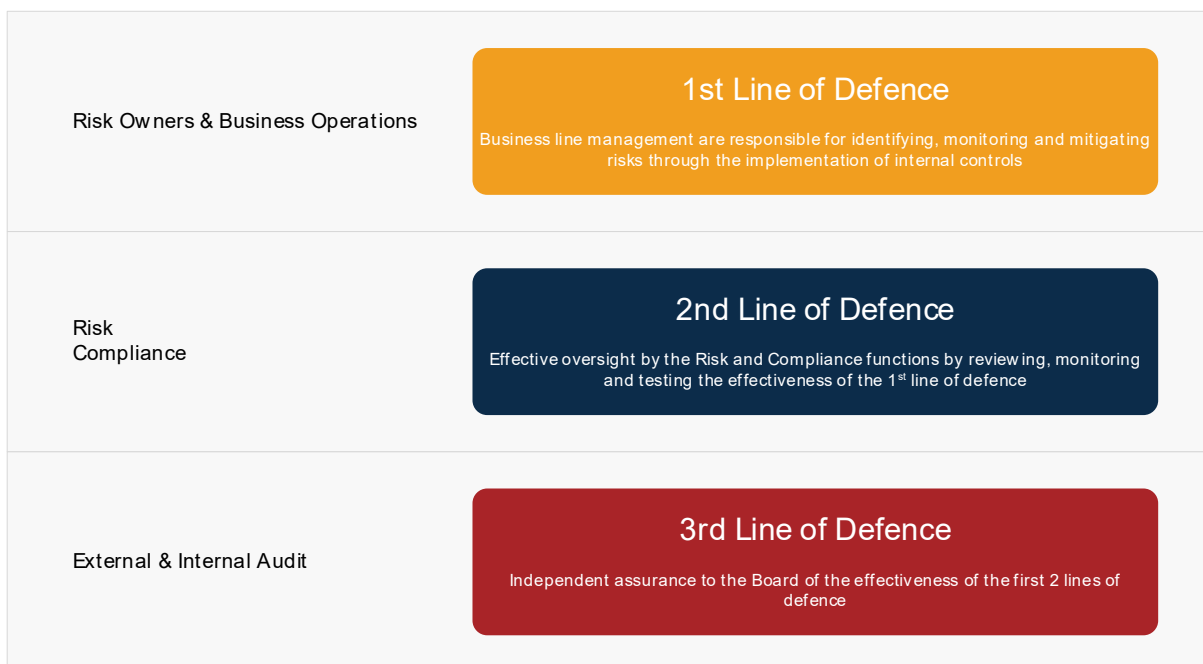 1st Line of Defence
Risk Owners & Business Operations
Business line management are responsible for identifying, monitoring and mitigating
risks through the implementation of internal controls
2nd Line of Defence
Risk
Compliance
Effective oversight by the Risk and Compliance functions by reviewing, monitoring
and testing the effectiveness of the 1st line of defence
3rd Line of Defence
External & Internal Audit
Independent assurance to the Board of the effectiveness of the first 2 lines of
defence